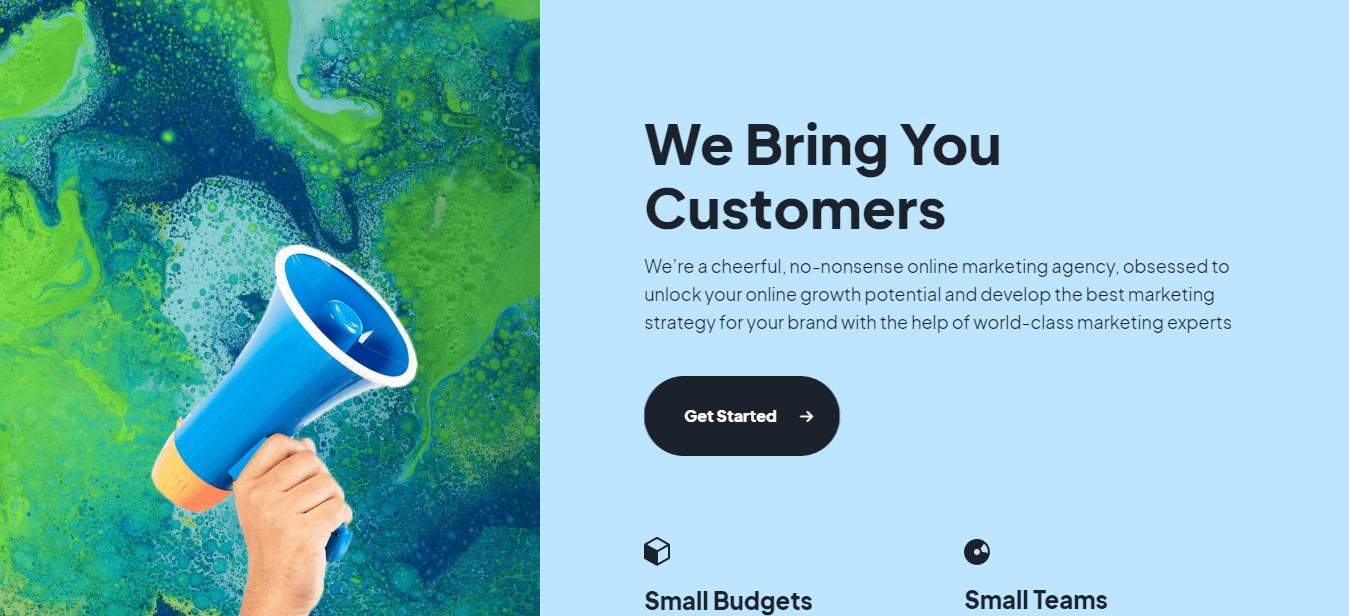 We Bring You
Customers
We’re a cheerful, no-nonsense online marketing agency, obsessed to
unlock your online growth potential and develop the best marketing
strategy for your brand with the help of world-class marketing experts
Get Started
Small Budgets
Small Teams